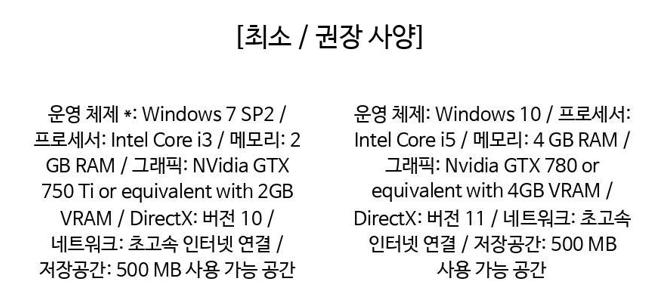 [최소 / 권장 사양]
운영 체제 *: Windows 7 SP2 /
프로세서: Intel Core i3 / 메모리: 2
GB RAM / 그래픽: NVidia GTX
750 Ti or equivalent with 2GB
VRAM / DirectX: 버전 10 /
네트워크: 초고속 인터넷 연결 /
저장공간: 500 MB 사용 가능 공간
운영 체제: Windows 10 / 프로세서:
Intel Core i5 / 메모리: 4 GB RAM /
그래픽: Nvidia GTX 780 or
equivalent with 4GB VRAM /
DirectX: 버전 11 / 네트워크: 초고속
인터넷 연결 / 저장공간: 500 MB
사용 가능 공간